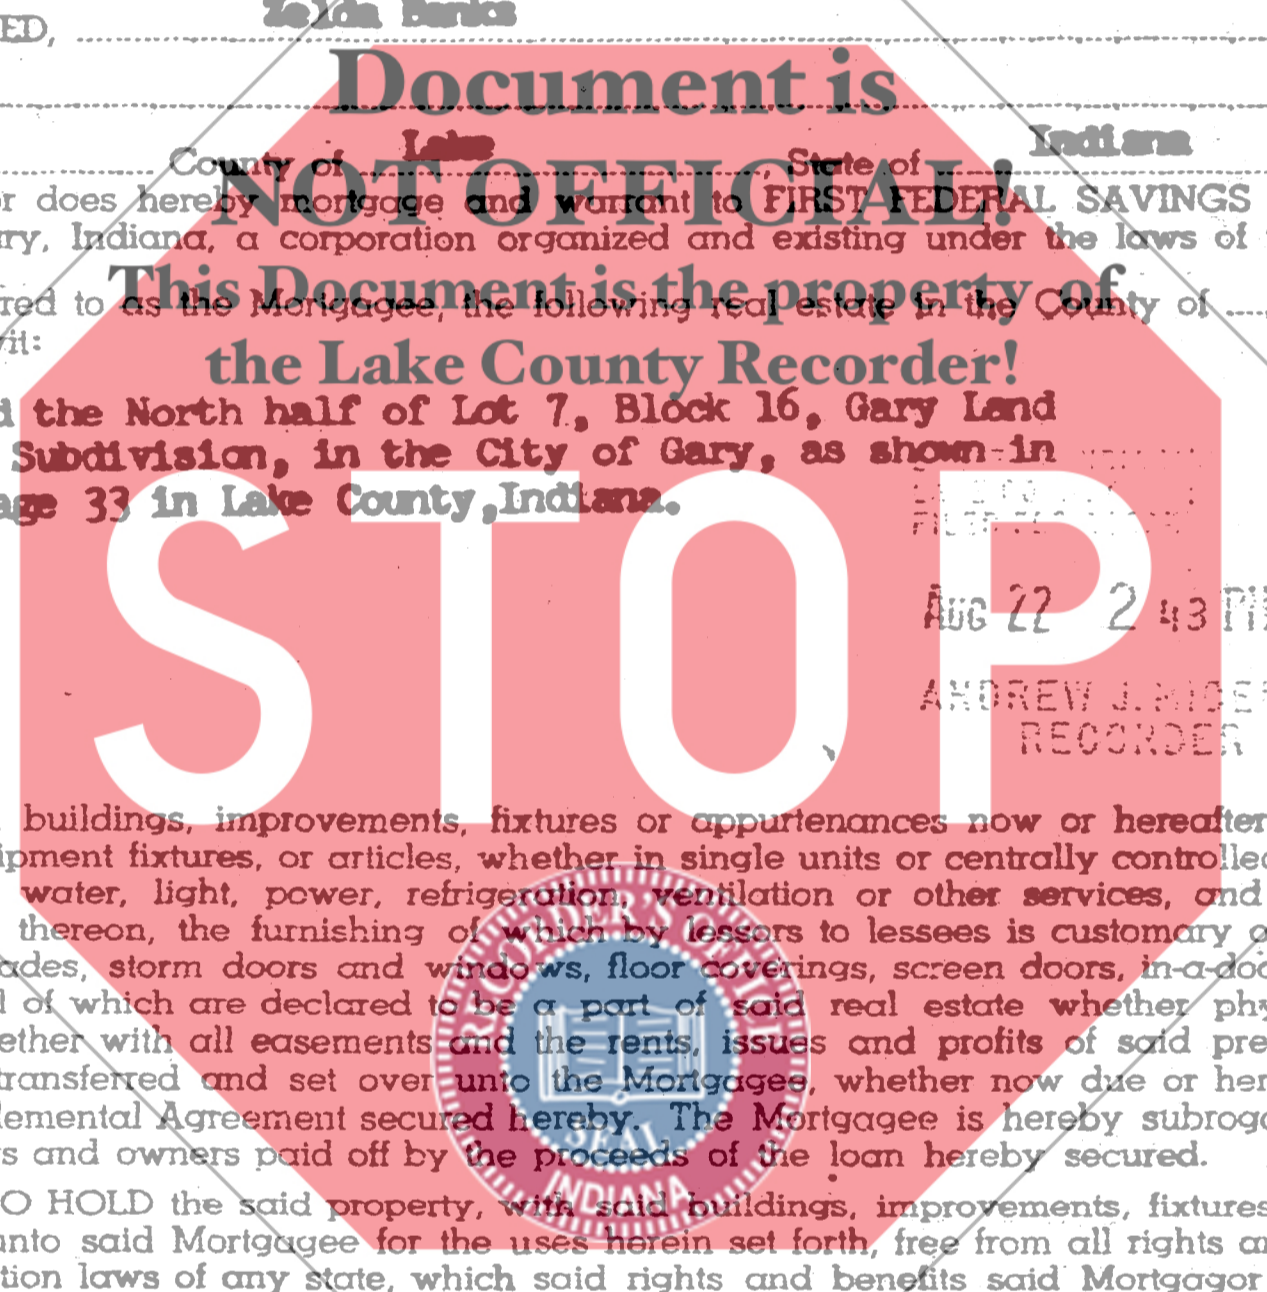 ED, Zelda Banks
Document is
County of Lake, State of Indiana
NOT OFFICIAL!
or does hereby mortgage and warrant to FIRST FEDERAL SAVINGS
ry, Indiana, a corporation organized and existing under the laws of
This Document is the property of
red to as the Mortgagee, the following real estate in the County of
wit:
the Lake County Recorder!
d the North half of Lot 7, Block 16, Gary Land
Subdivision, in the City of Gary, as shown in
age 33 in Lake County, Indiana.
STOP
AUG 22 2 43 PM
ANDREW J.
RECORDER
buildings, improvements, fixtures or appurtenances now or hereafter
ipment fixtures, or articles, whether in single units or centrally controlled
water, light, power, refrigeration, ventilation or other services, and
thereon, the furnishing of which by lessors to lessees is customary o
ades, storm doors and windows, floor coverings, screen doors, in-a-doo
l of which are declared to be a part of said real estate whether phy
ether with all easements and the rents, issues and profits of said pre
transferred and set over unto the Mortgagee, whether now due or her
lemental Agreement secured hereby. The Mortgagee is hereby subroga
s and owners paid off by the proceeds of the loan hereby secured.
RECORDER'S OFFICE
SEAL
INDIANA
O HOLD the said property, with said buildings, improvements, fixtures
unto said Mortgagee for the uses herein set forth, free from all rights an
tion laws of any state, which said rights and benefits said Mortgagor